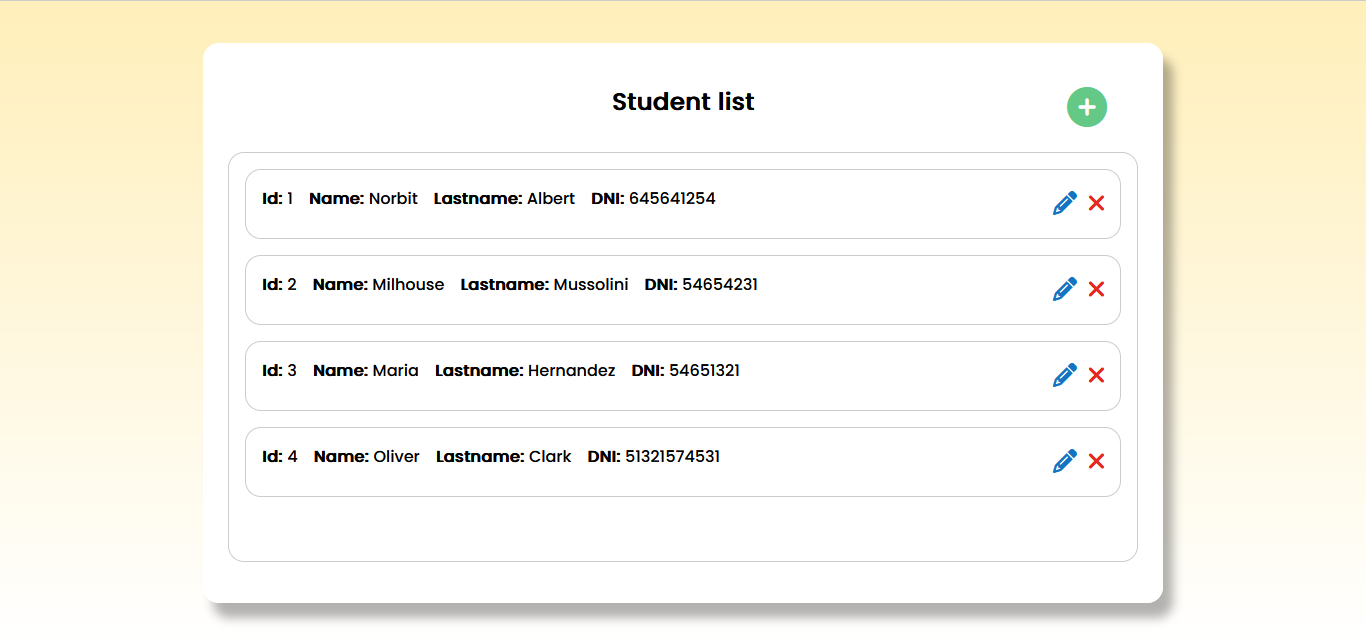 Student list
Id: 1 Name: Norbit Lastname: Albert DNI: 645641254
Id: 2 Name: Milhouse Lastname: Mussolini DNI: 54654231
Id: 3 Name: Maria Lastname: Hernandez DNI: 54651321
Id: 4 Name: Oliver Lastname: Clark DNI: 51321574531